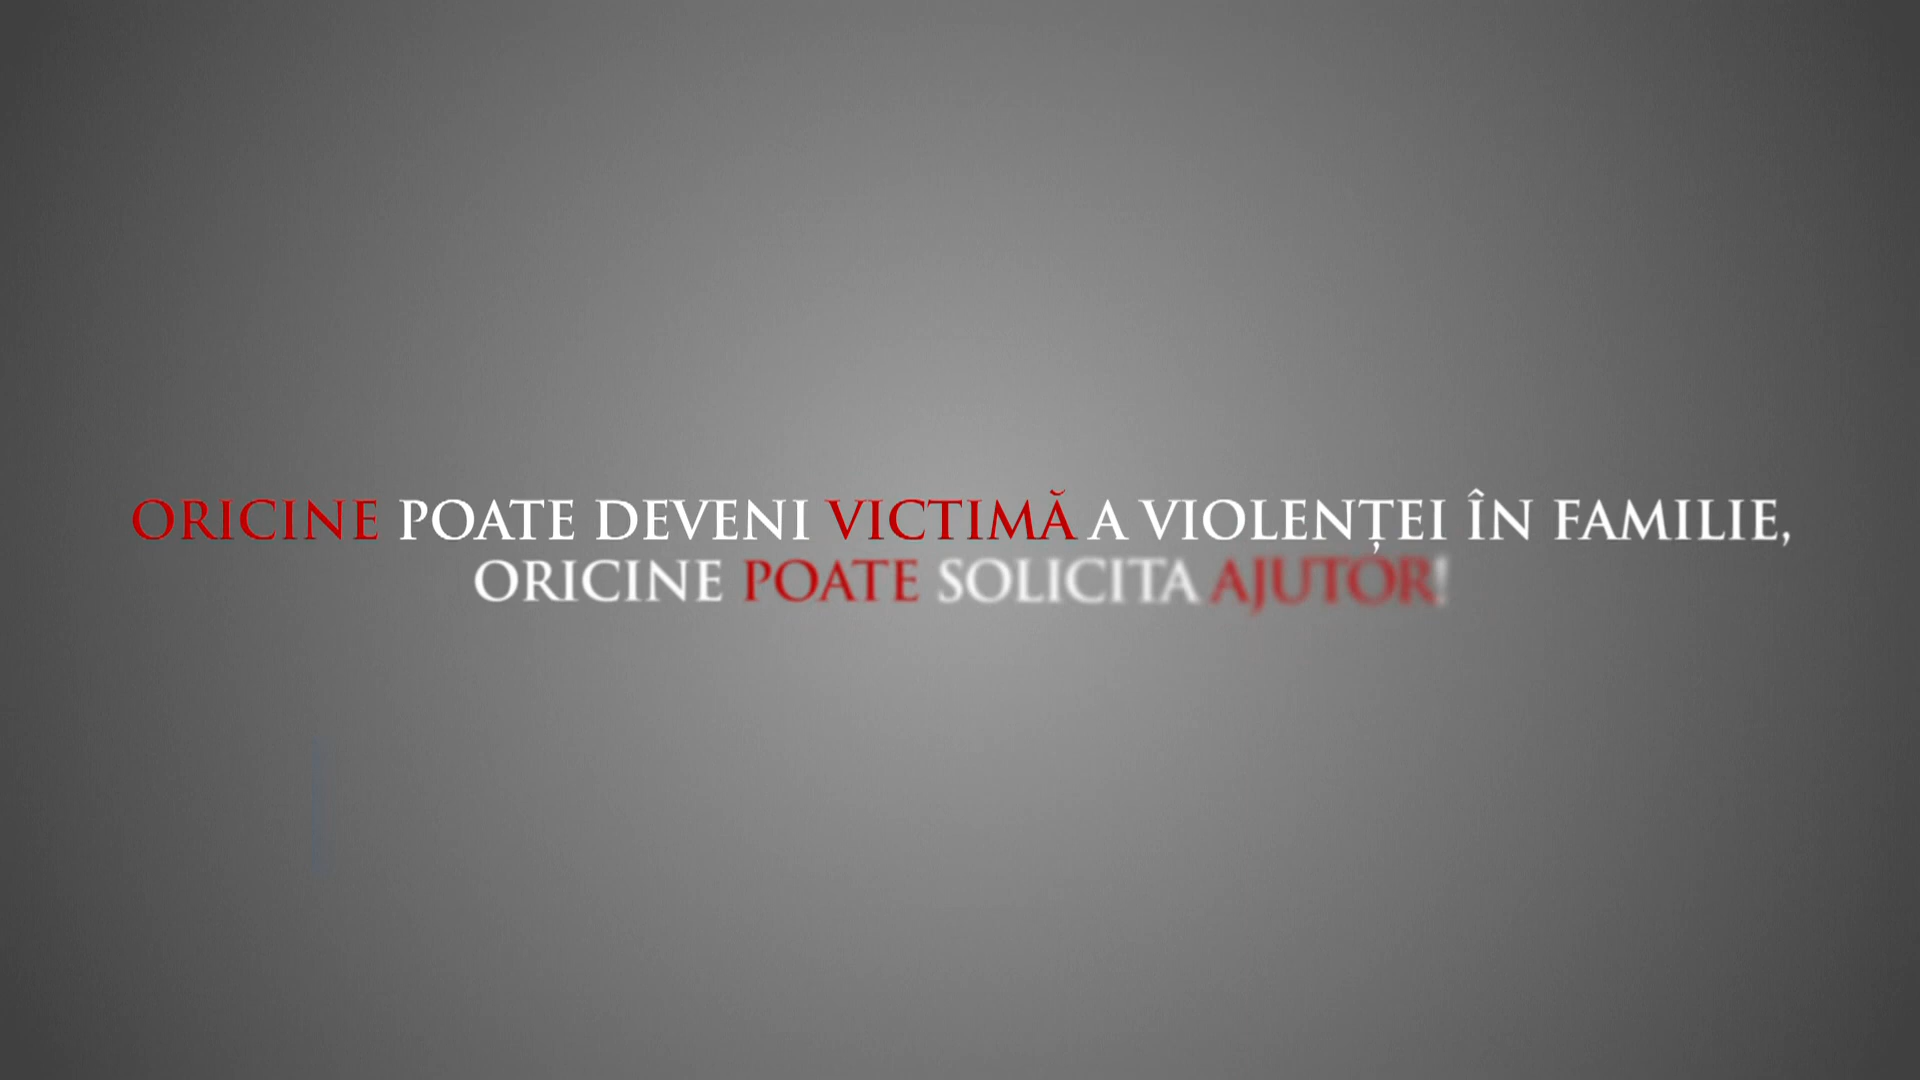 ORICINE POATE DEVENI VICTIMĂ A VIOLENȚEI ÎN FAMILIE,
ORICINE POATE SOLICITA AJUTOR!